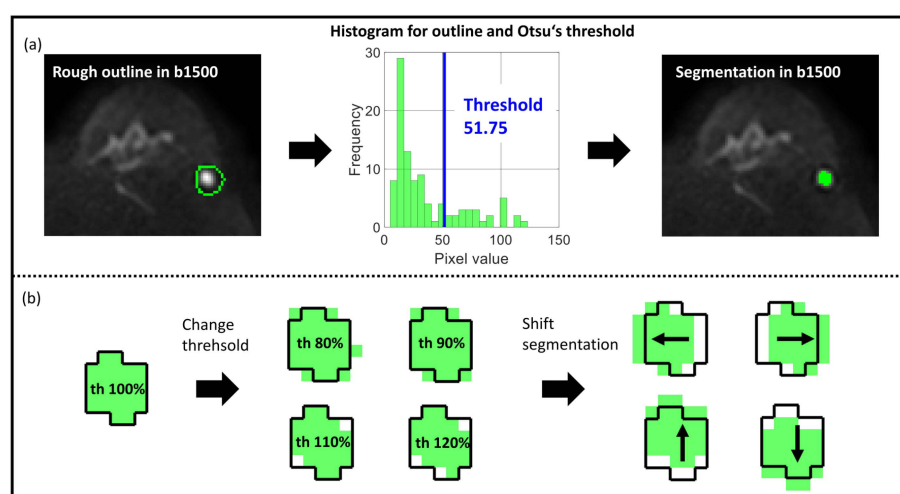 Histogram for outline and Otsu's threshold
(a)
Rough outline in b1500
30
20
10
0
Frequency
0
50
100
150
Pixel value
Threshold
51.75
Segmentation in b1500
(b)
th 100%
Change
threhsold
th 80%
th 90%
th 110%
th 120%
Shift
segmentation